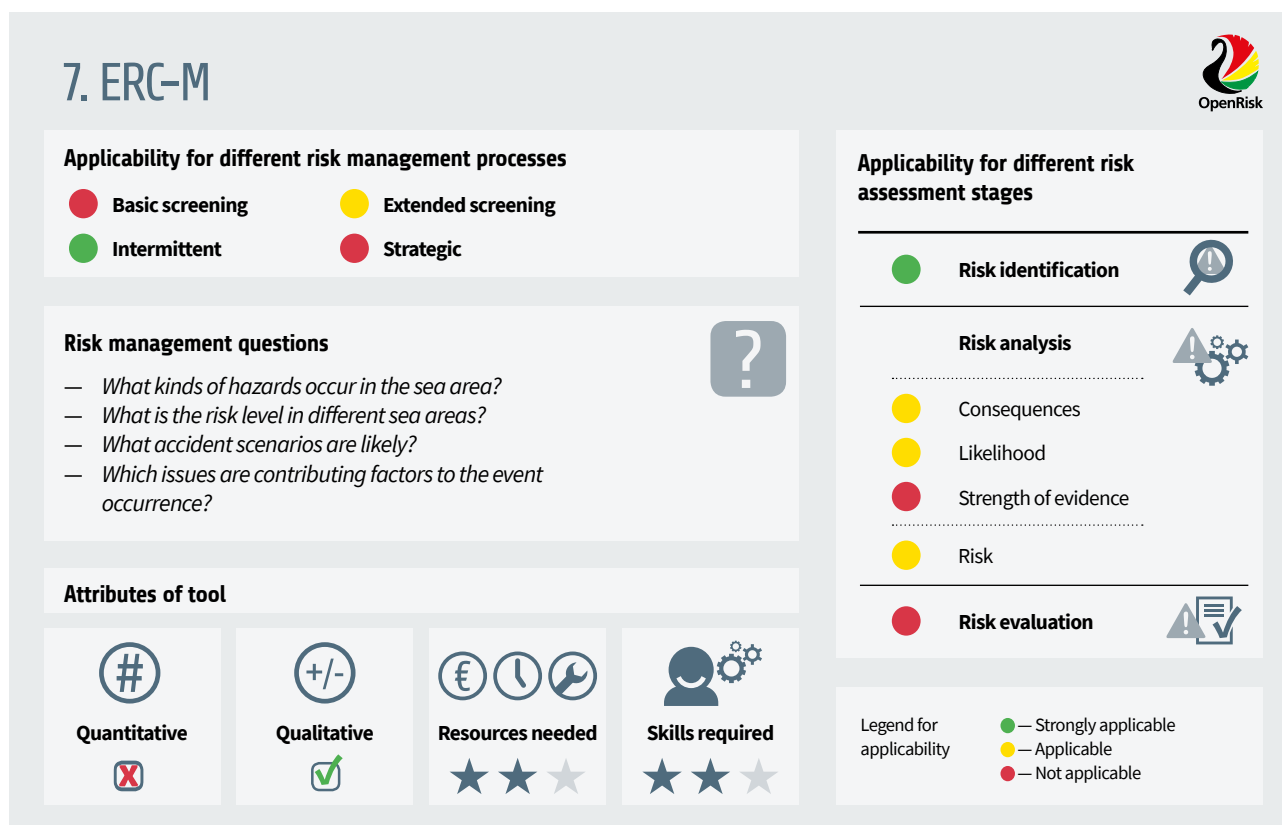 7. ERC-M
OpenRisk
Applicability for different risk management processes
Basic screening
Extended screening
Intermittent
Strategic
Risk management questions
— What kinds of hazards occur in the sea area?
— What is the risk level in different sea areas?
— What accident scenarios are likely?
— Which issues are contributing factors to the event
occurrence?
?
Attributes of tool
#
Quantitative
X
+/-
Qualitative
€
Resources needed
Skills required
Applicability for different risk
assessment stages
Risk identification
Risk analysis
Consequences
Likelihood
Strength of evidence
Risk
Risk evaluation
Legend for
applicability
— Strongly applicable
— Applicable
— Not applicable